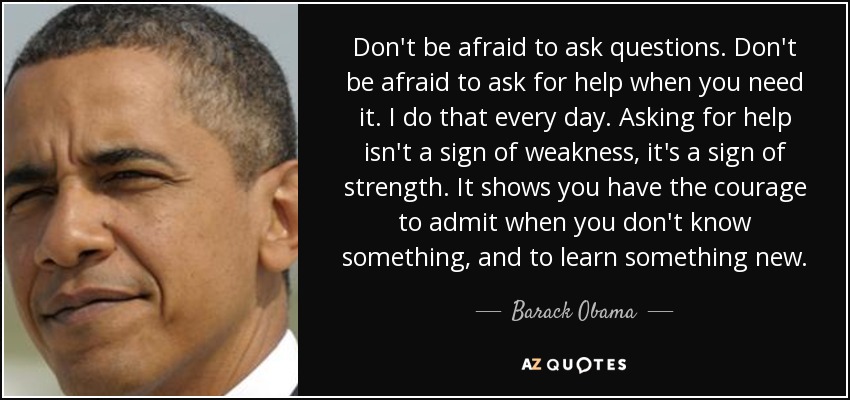 Don't be afraid to ask questions. Don't
be afraid to ask for help when you need
it. I do that every day. Asking for help
isn't a sign of weakness, it's a sign of
strength. It shows you have the courage
to admit when you don't know
something, and to learn something new.
Barack Obama
AZ QUOTES